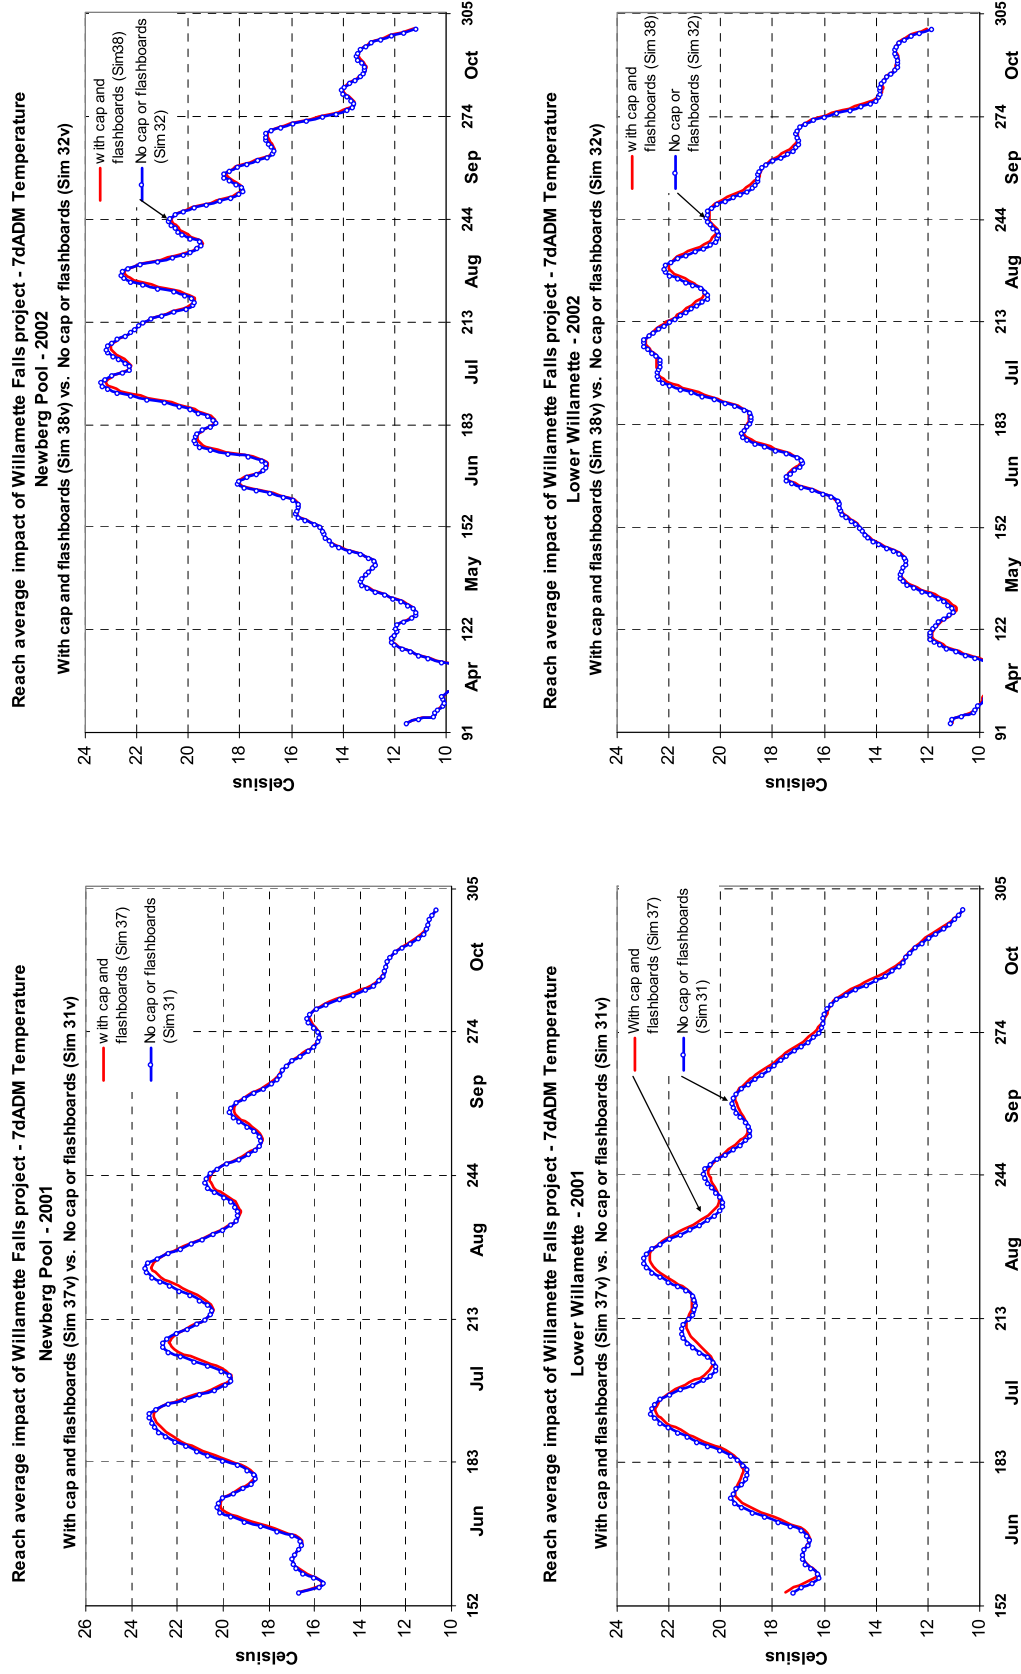 Reach average impact of Willamette Falls project - 7dADM Temperature
Newberg Pool - 2001
With cap and flashboards (Sim 37v) vs. No cap or flashboards (Sim 31v)
26
24
22
20
18
16
14
12
10
Celsius
with cap and
flashboards (Sim 37)
No cap or flashboards
(Sim 31)
152 183 213 244 274 305
Jun Jul Aug Sep Oct
Reach average impact of Willamette Falls project - 7dADM Temperature
Newberg Pool - 2002
With cap and flashboards (Sim 38v) vs. No cap or flashboards (Sim 32v)
24
22
20
18
16
14
12
10
Celsius
with cap and
flashboards (Sim38)
No cap or flashboards
(Sim 32)
91 122 152 183 213 244 274 305
Apr May Jun Jul Aug Sep Oct
Reach average impact of Willamette Falls project - 7dADM Temperature
Lower Willamette - 2001
With cap and flashboards (Sim 37v) vs. No cap or flashboards (Sim 31v)
24
22
20
18
16
14
12
10
Celsius
With cap and
flashboards (Sim 37)
No cap or flashboards
(Sim 31)
152 183 213 244 274 305
Jun Jul Aug Sep Oct
Reach average impact of Willamette Falls project - 7dADM Temperature
Lower Willamette - 2002
With cap and flashboards (Sim 38v) vs. No cap or flashboards (Sim 32v)
24
22
20
18
16
14
12
10
Celsius
with cap and
flashboards (Sim 38)
No cap or
flashboards (Sim 32)
91 122 152 183 213 244 274 305
Apr May Jun Jul Aug Sep Oct